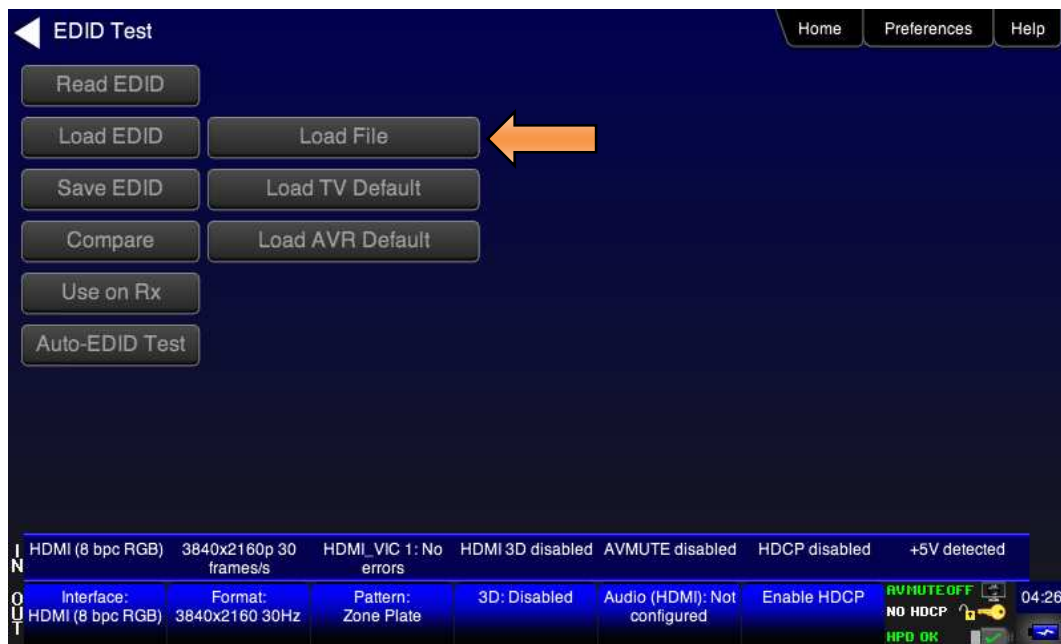 EDID Test
Home
Preferences
Help
Read EDID
Load EDID
Load File
Save EDID
Load TV Default
Compare
Load AVR Default
Use on Rx
Auto-EDID Test
IN
HDMI (8 bpc RGB)
3840x2160p 30
frames/s
HDMI_VIC 1: No
errors
HDMI 3D disabled
AVMUTE disabled
HDCP disabled
+5V detected
OUT
Interface:
HDMI (8 bpc RGB)
Format:
3840x2160 30Hz
Pattern:
Zone Plate
3D: Disabled
Audio (HDMI): Not
configured
Enable HDCP
AVMUTEOFF
NO HDCP
HPD OK
04:26